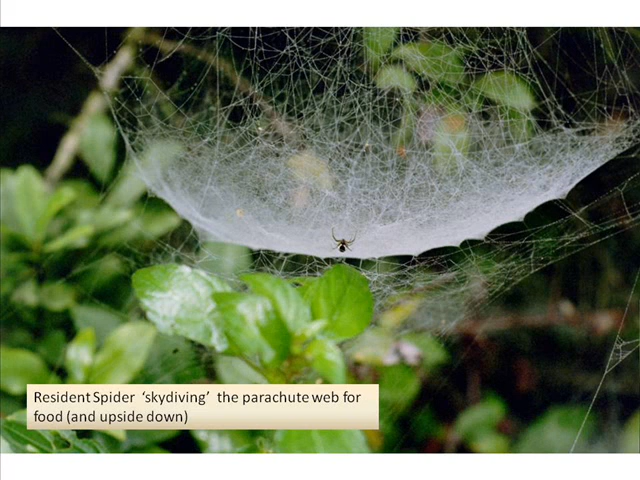 Resident Spider ‘skydiving’ the parachute web for
food (and upside down)